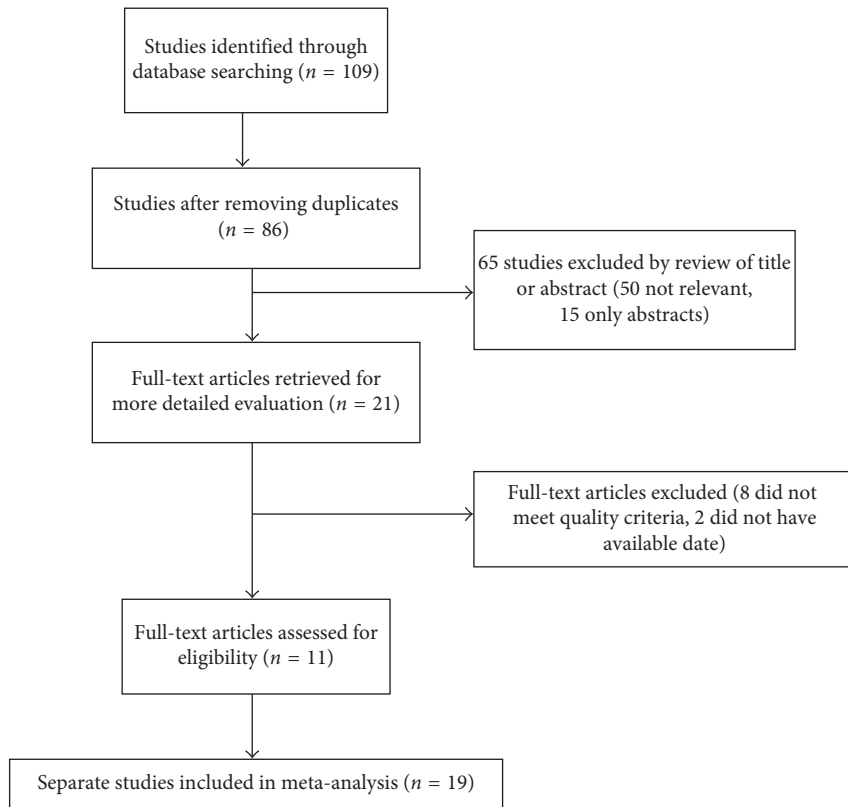 Studies identified through
database searching (n = 109)
Studies after removing duplicates
(n = 86)
65 studies excluded by review of title
or abstract (50 not relevant,
15 only abstracts)
Full-text articles retrieved for
more detailed evaluation (n = 21)
Full-text articles excluded (8 did not
meet quality criteria, 2 did not have
available date)
Full-text articles assessed for
eligibility (n = 11)
Separate studies included in meta-analysis (n = 19)